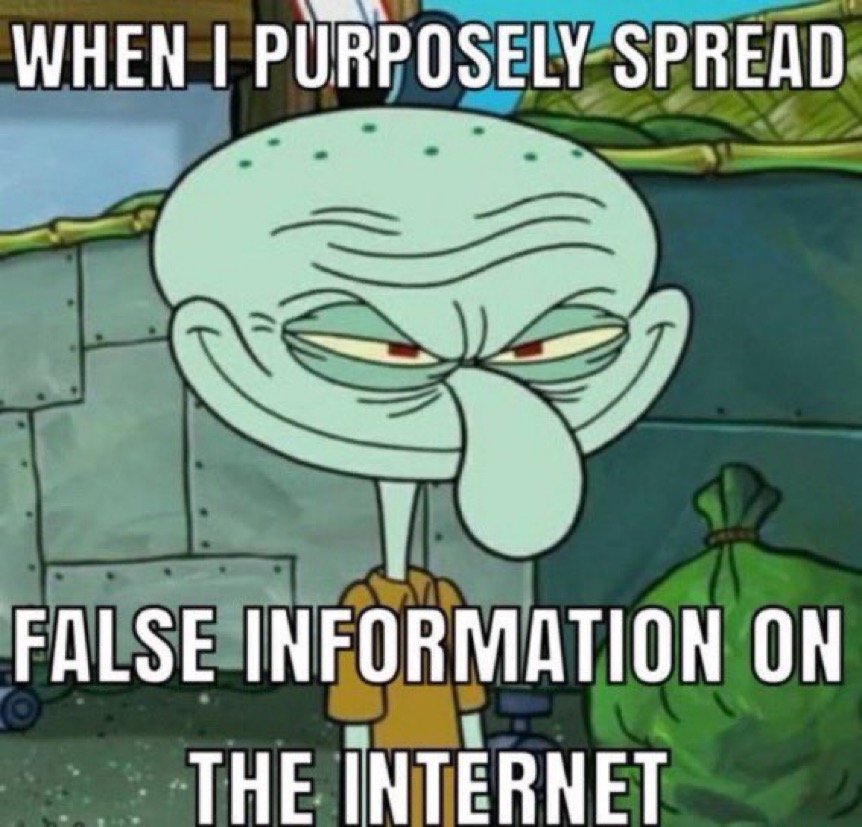 WHEN I PURPOSELY SPREAD
FALSE INFORMATION ON
THE INTERNET